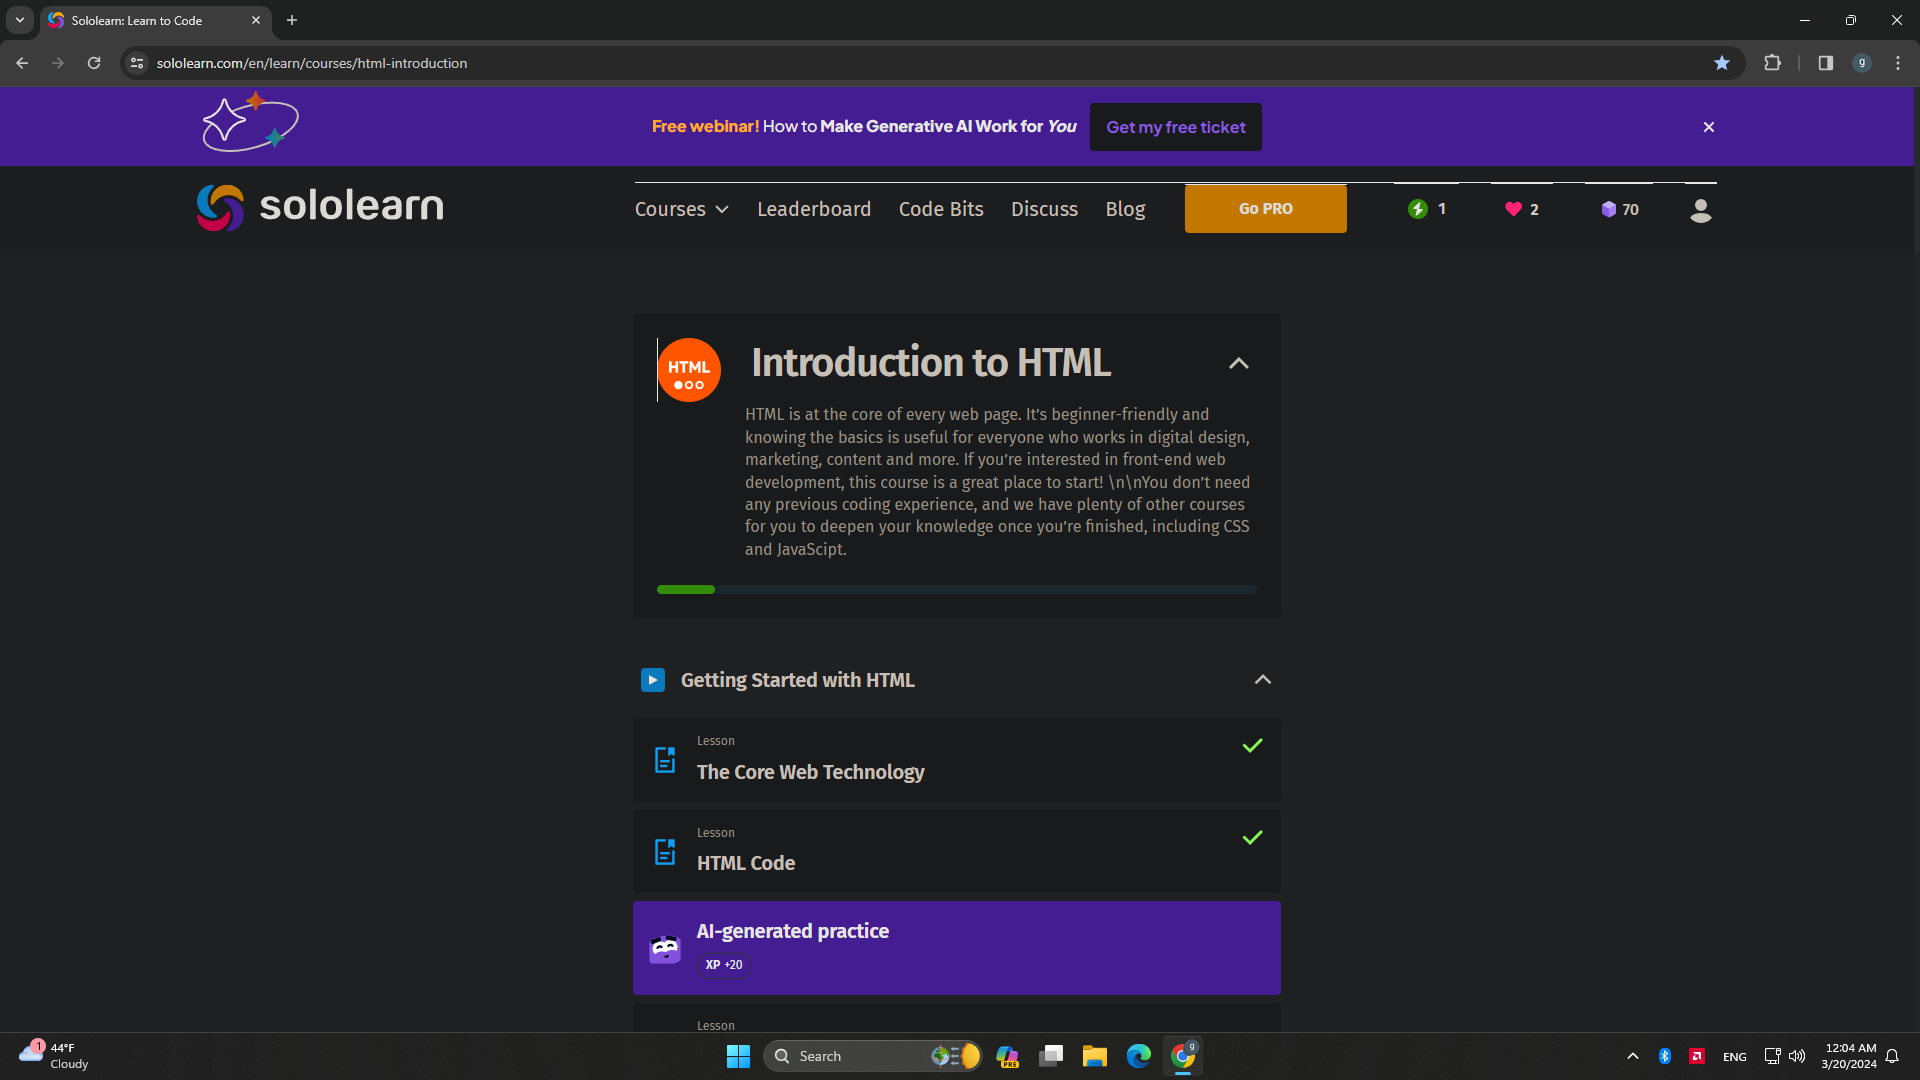 Sololearn: Learn to Code
sololearn.com/en/learn/courses/html-introduction
g
Free webinar! How to Make Generative AI Work for You
Get my free ticket
sololearn
Courses
Leaderboard
Code Bits
Discuss
Blog
Go PRO
1
2
70
HTML
Introduction to HTML
HTML is at the core of every web page. It’s beginner-friendly and
knowing the basics is useful for everyone who works in digital design,
marketing, content and more. If you’re interested in front-end web
development, this course is a great place to start! \n\nYou don’t need
any previous coding experience, and we have plenty of other courses
for you to deepen your knowledge once you’re finished, including CSS
and JavaScipt.
Getting Started with HTML
Lesson
The Core Web Technology
Lesson
HTML Code
AI-generated practice
XP +20
Lesson
1
44°F
Cloudy
Search
PRE
g
ENG
12:04 AM
3/20/2024